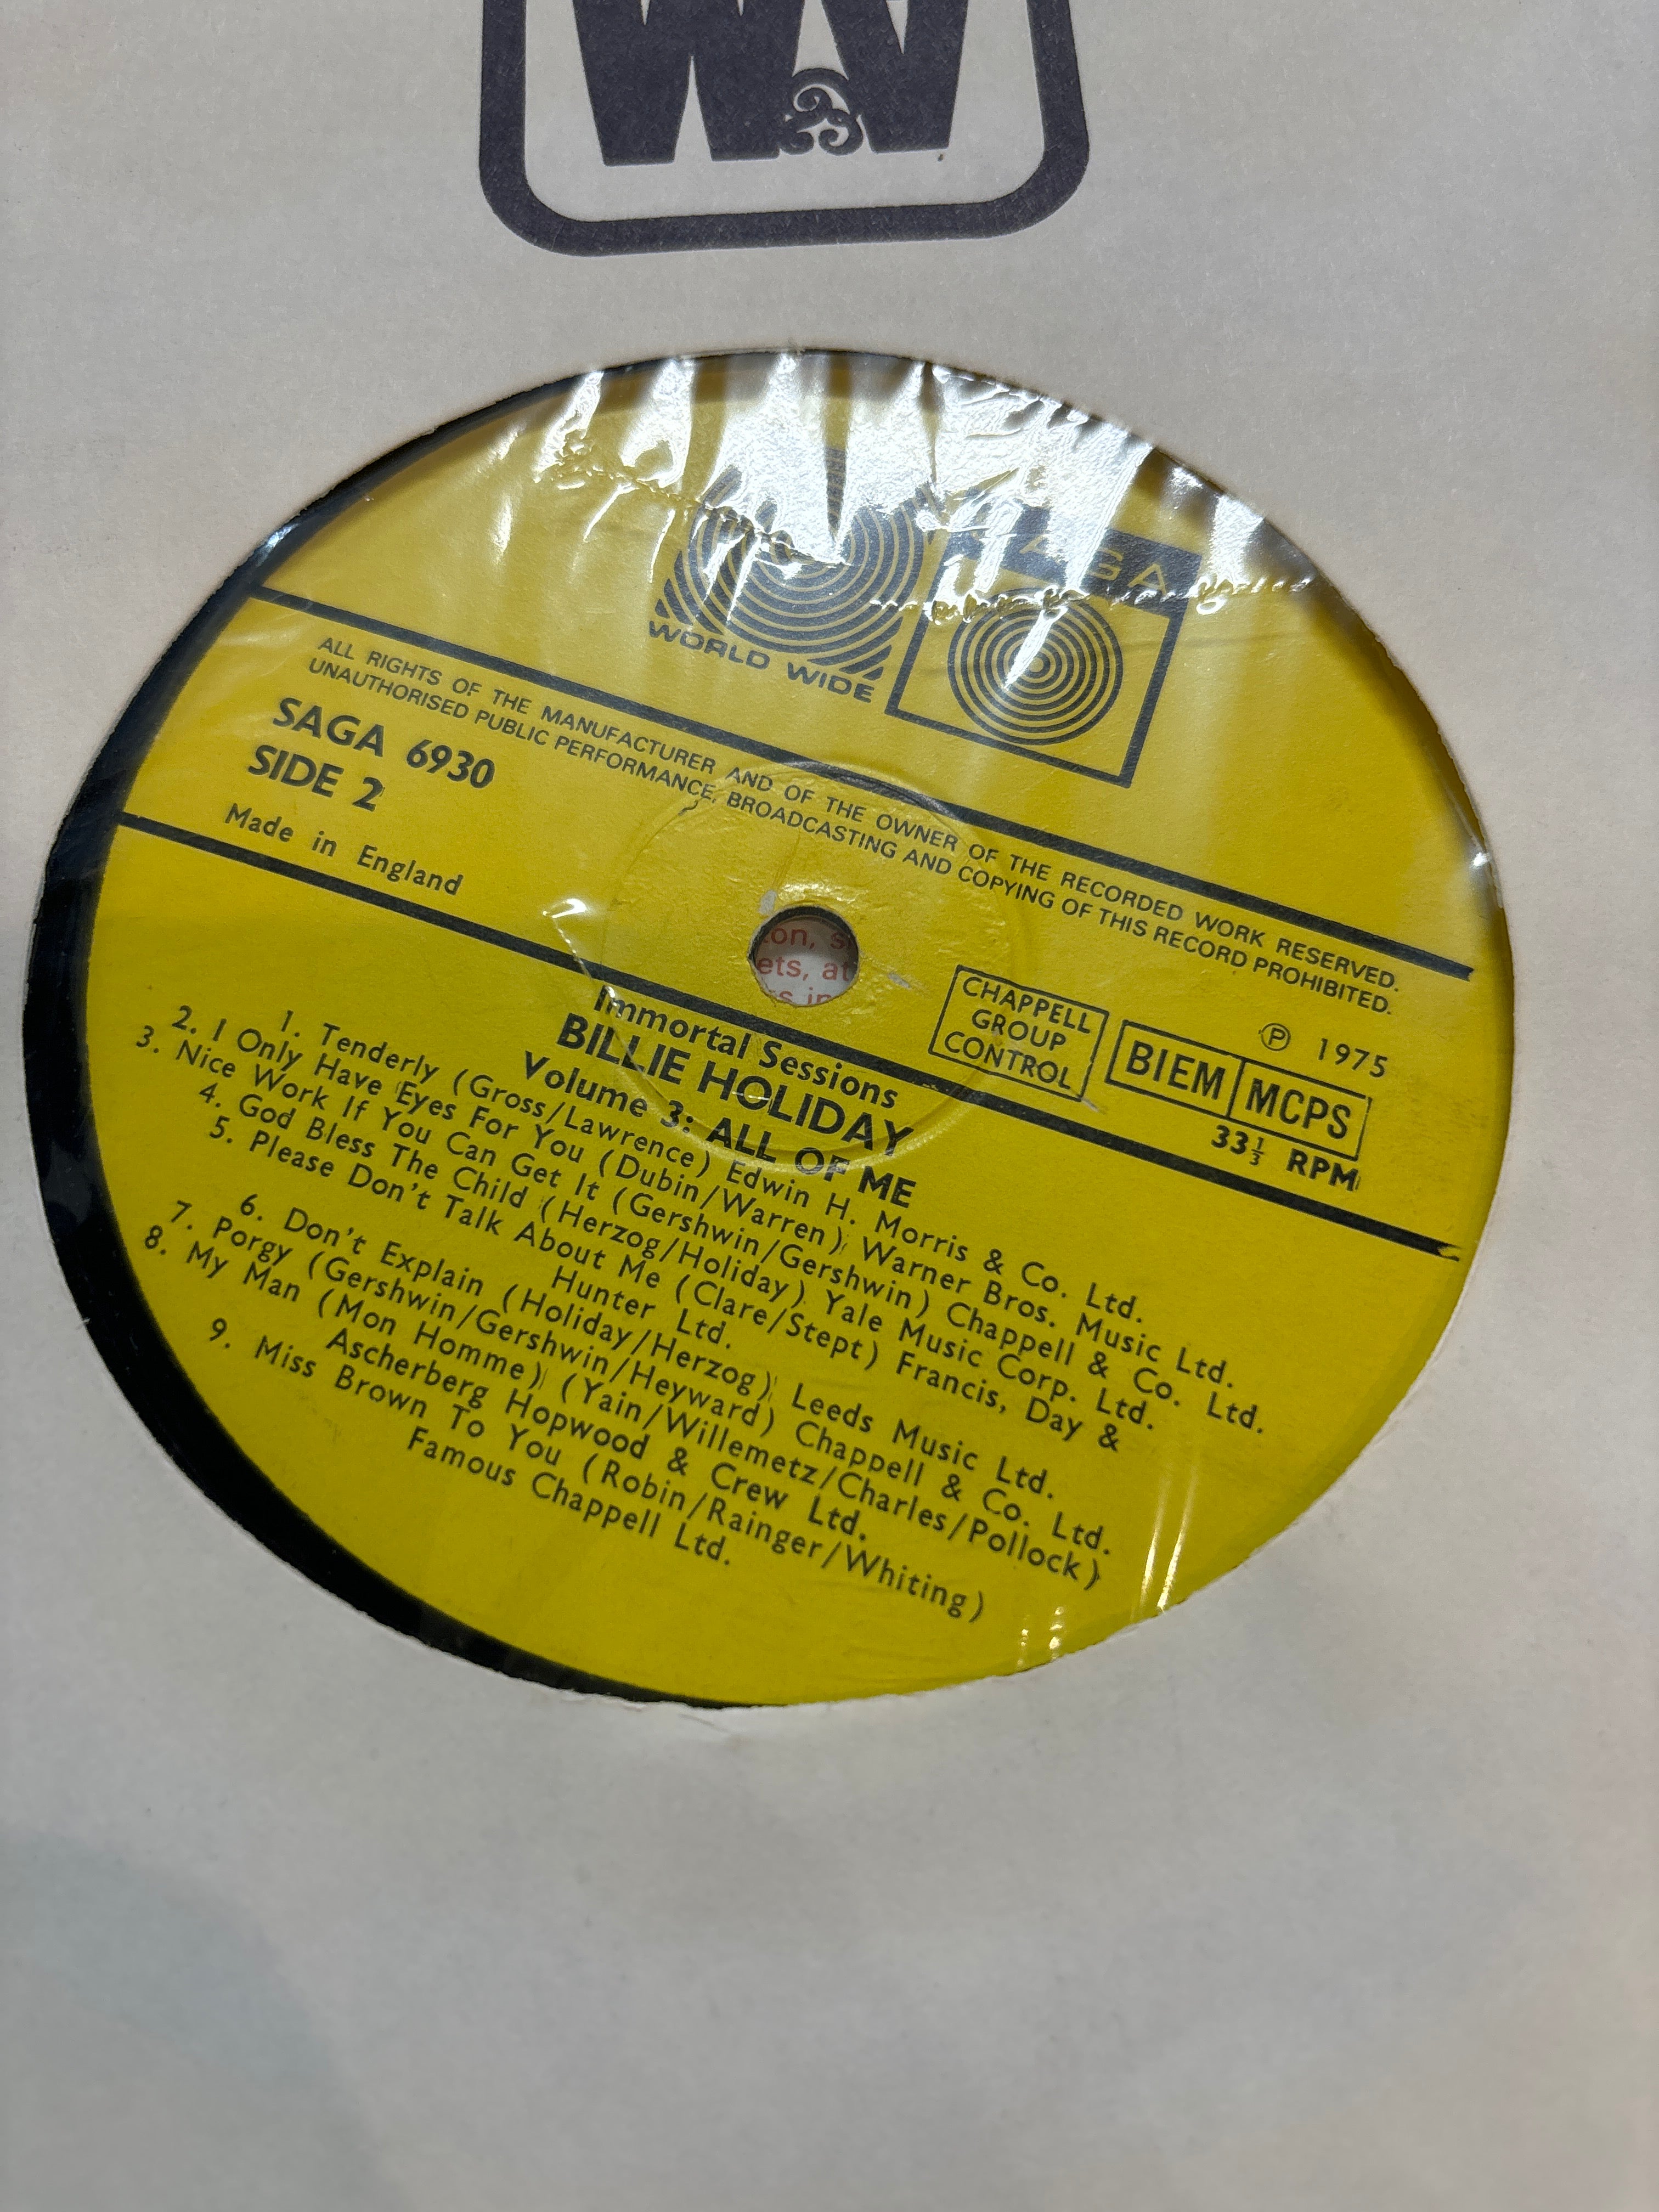 WORLD WIDE
SAGA
ALL RIGHTS OF THE MANUFACTURER AND OF THE OWNER OF THE RECORDED WORK RESERVED.
UNAUTHORISED PUBLIC PERFORMANCE, BROADCASTING AND COPYING OF THIS RECORD PROHIBITED.
SAGA 6930
SIDE 2
Made in England
CHAPPELL
GROUP
CONTROL
℗ 1975
BIEM MCPS
33⅓ RPM
Immortal Sessions
BILLIE HOLIDAY
Volume 3: ALL OF ME
1. Tenderly (Gross/Lawrence) Edwin H. Morris & Co. Ltd.
2. I Only Have Eyes For You (Dubin/Warren) Warner Bros. Music Ltd.
3. Nice Work If You Can Get It (Gershwin/Gershwin) Chappell & Co. Ltd.
4. God Bless The Child (Herzog/Holiday) Yale Music Corp. Ltd.
5. Please Don't Talk About Me (Clare/Stept) Francis, Day &
Hunter Ltd.
6. Don't Explain (Holiday/Herzog) Leeds Music Ltd.
7. Porgy (Gershwin/Gershwin/Heyward) Chappell & Co. Ltd.
8. My Man (Mon Homme) (Yain/Willemetz/Charles/Pollock)
Ascherberg Hopwood & Crew Ltd.
9. Miss Brown To You (Robin/Rainger/Whiting)
Famous Chappell Ltd.